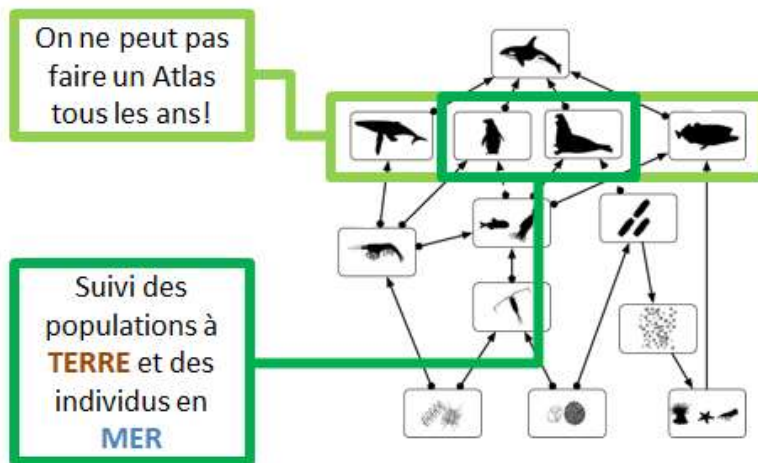 On ne peut pas
faire un Atlas
tous les ans!
Suivi des
populations à
TERRE et des
individus en
MER